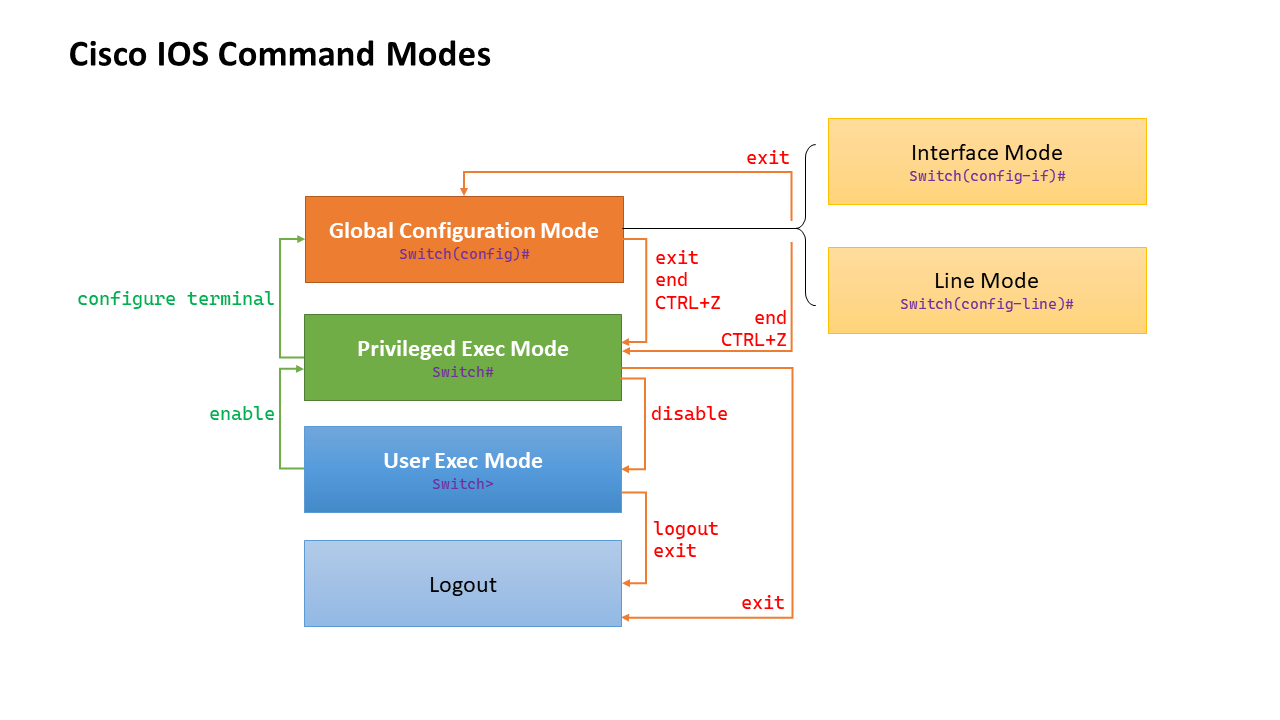 Cisco IOS Command Modes
Interface Mode
Switch(config-if)#
exit
Global Configuration Mode
Switch(config)#
exit
end
CTRL+Z
Line Mode
Switch(config-line)#
configure terminal
end
CTRL+Z
Privileged Exec Mode
Switch#
enable
disable
User Exec Mode
Switch>
logout
exit
Logout
exit